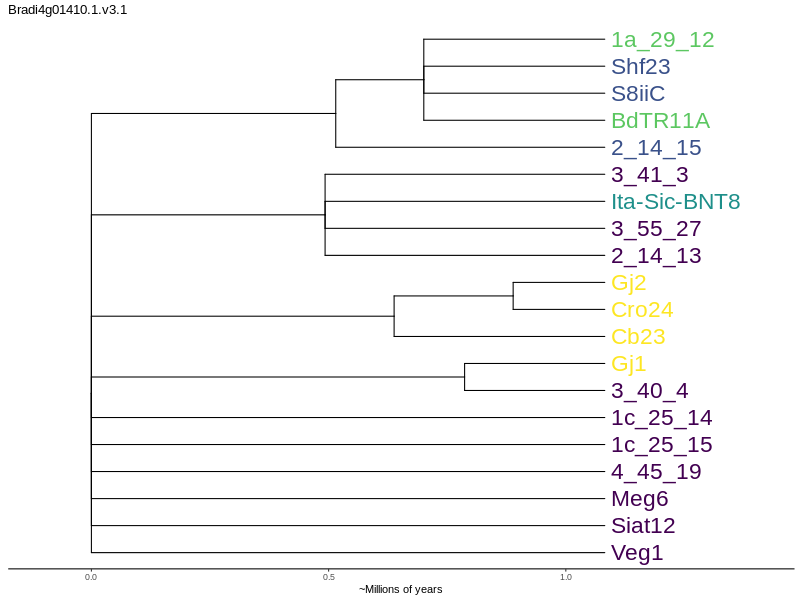 Bradi4g01410.1.v3.1
1a_29_12
Shf23
S8iiC
BdTR11A
2_14_15
3_41_3
Ita-Sic-BNT8
3_55_27
2_14_13
Gj2
Cro24
Cb23
Gj1
3_40_4
1c_25_14
1c_25_15
4_45_19
Meg6
Siat12
Veg1
0.0 0.5 1.0
~Millions of years